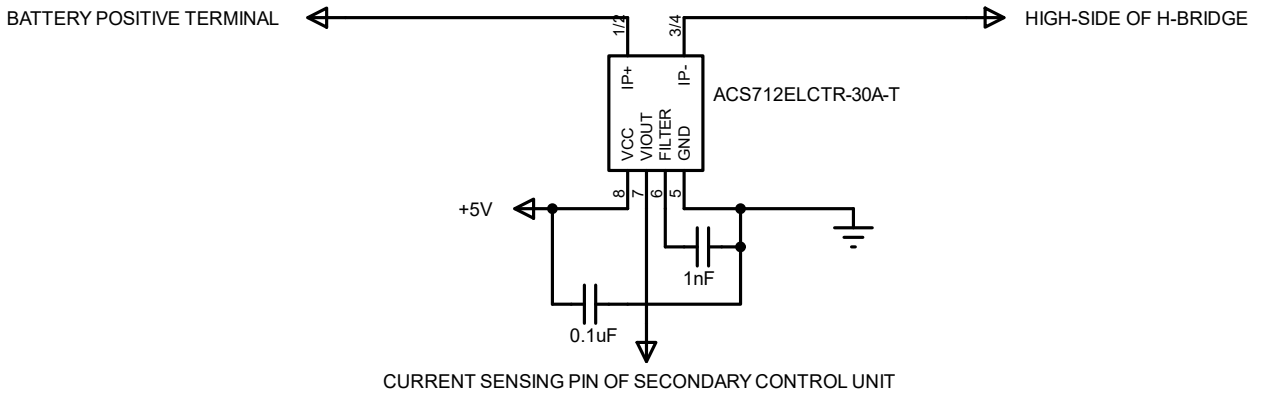 BATTERY POSITIVE TERMINAL
HIGH-SIDE OF H-BRIDGE
1/2
3/4
IP+
IP-
ACS712ELCTR-30A-T
VCC
VIOUT
FILTER
GND
8
7
6
5
+5V
1nF
0.1uF
CURRENT SENSING PIN OF SECONDARY CONTROL UNIT